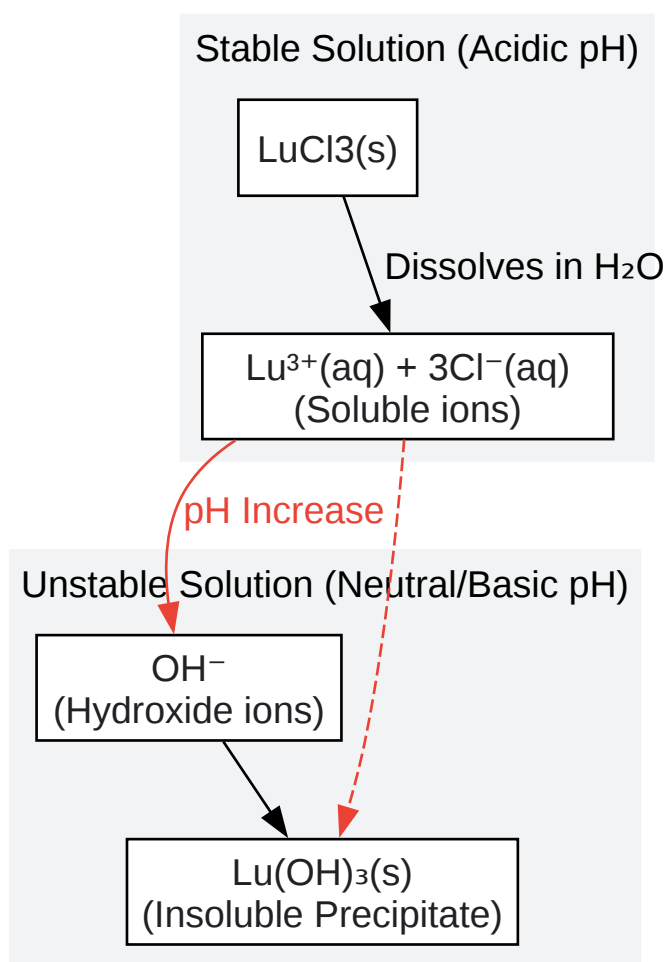 Stable Solution (Acidic pH)
LuCl3(s)
Dissolves in H₂O
Lu³⁺(aq) + 3Cl⁻(aq)
(Soluble ions)
pH Increase
Unstable Solution (Neutral/Basic pH)
OH⁻
(Hydroxide ions)
Lu(OH)₃(s)
(Insoluble Precipitate)